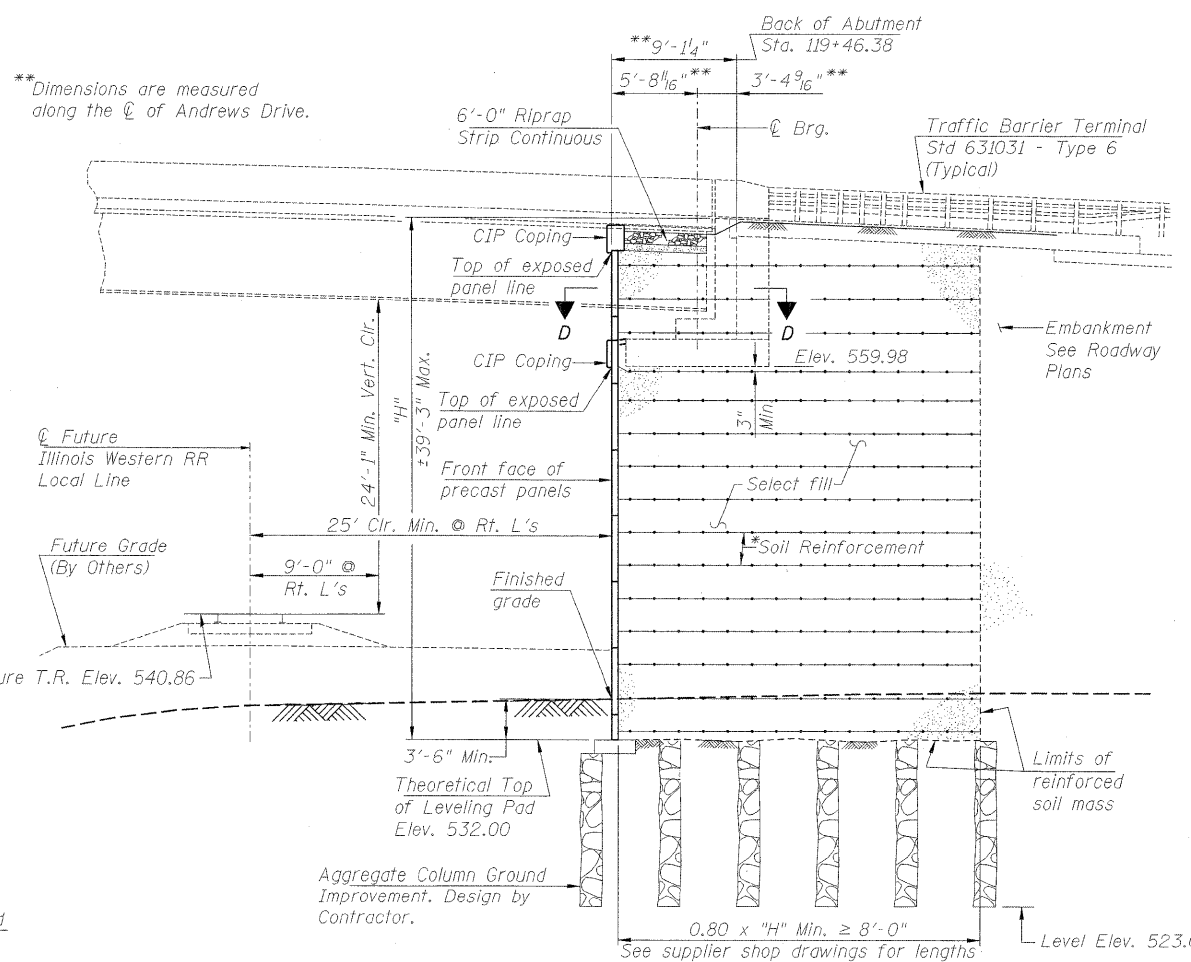 Back of Abutment
Sta. 119+46.38
**9'-1¼"
5'-8 11/16"**
3'-4 9/16"**
**Dimensions are measured
along the ℄ of Andrews Drive.
6'-0" Riprap
Strip Continuous
℄ Brg.
Traffic Barrier Terminal
Std 631031 - Type 6
(Typical)
CIP Coping
Top of exposed
panel line
D
D
Embankment
See Roadway
Plans
CIP Coping
Elev. 559.98
Top of exposed
panel line
3"
Min.
"H"
±39'-3" Max.
24'-1" Min. Vert. Clr.
℄ Future
Illinois Western RR
Local Line
Front face of
precast panels
Select fill
25' Clr. Min. @ Rt. L's
*Soil Reinforcement
Future Grade
(By Others)
9'-0" @
Rt. L's
Finished
grade
T.R. Elev. 540.86
3'-6" Min.
Theoretical Top
of Leveling Pad
Elev. 532.00
Limits of
reinforced
soil mass
Aggregate Column Ground
Improvement. Design by
Contractor.
0.80 x "H" Min. ≥ 8'-0"
See supplier shop drawings for lengths
Level Elev. 523.